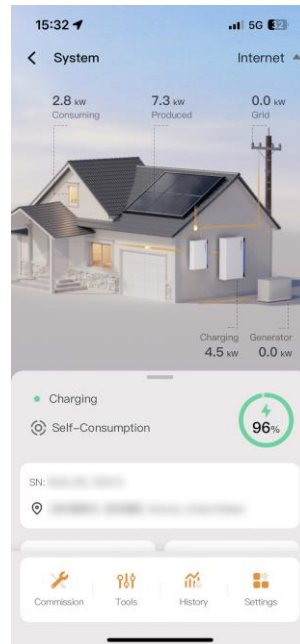 15:32 5G 32
System Internet
2.8 kW 7.3 kW 0.0 kW
Consuming Produced Grid
Charging Generator
4.5 kW 0.0 kW
Charging
Self-Consumption
96%
SN:
Commission Tools History Settings